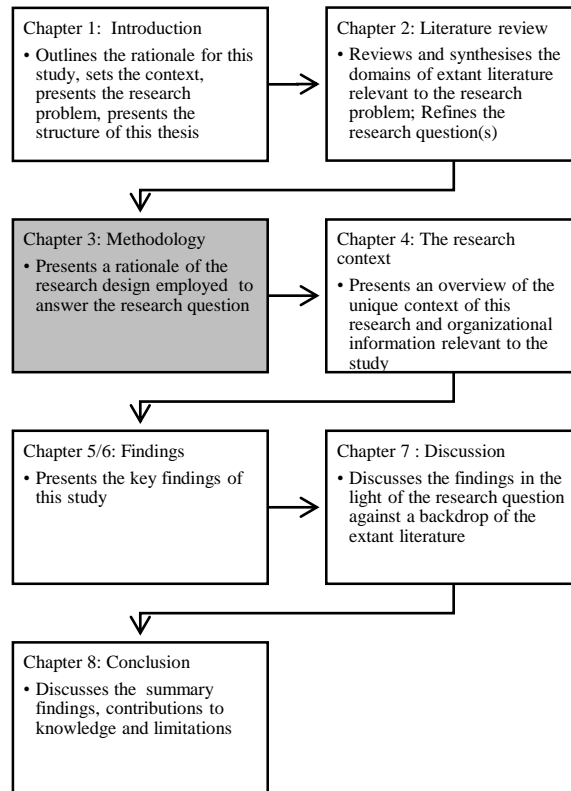 Chapter 1:  Introduction
• Outlines the rationale for this
study, sets the context,
presents the research
problem, presents the
structure of this thesis
Chapter 2: Literature review
• Reviews and synthesises the
domains of extant literature
relevant to the research
problem; Refines the
research question(s)
Chapter 3: Methodology
• Presents a rationale of the
research design employed  to
answer the research question
Chapter 4: The research
context
• Presents an overview of the
unique context of this
research and organizational
information relevant to the
study
Chapter 5/6: Findings
• Presents the key findings of
this study
Chapter 7 : Discussion
• Discusses the findings in the
light of the research question
against a backdrop of the
extant literature
Chapter 8: Conclusion
• Discusses the  summary
findings, contributions to
knowledge and limitations